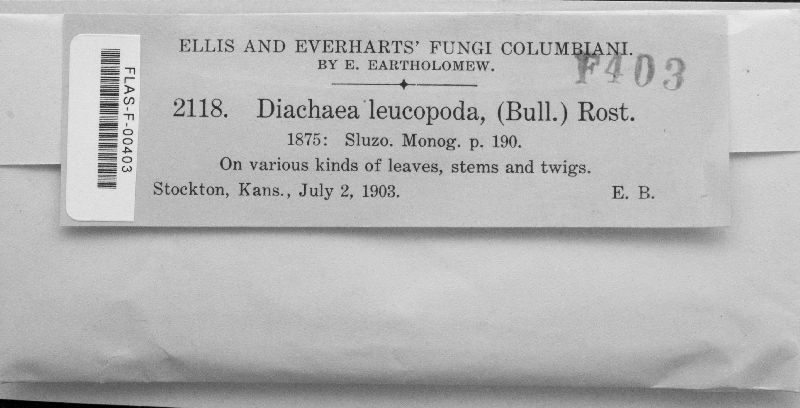 ELLIS AND EVERHARTS' FUNGI COLUMBIANI.
BY E. EARTHOLOMEW.
F403
2118. Diachaea leucopoda, (Bull.) Rost.
1875: Sluzo. Monog. p. 190.
On various kinds of leaves, stems and twigs.
Stockton, Kans., July 2, 1903. E. B.
FLAS-F-00403